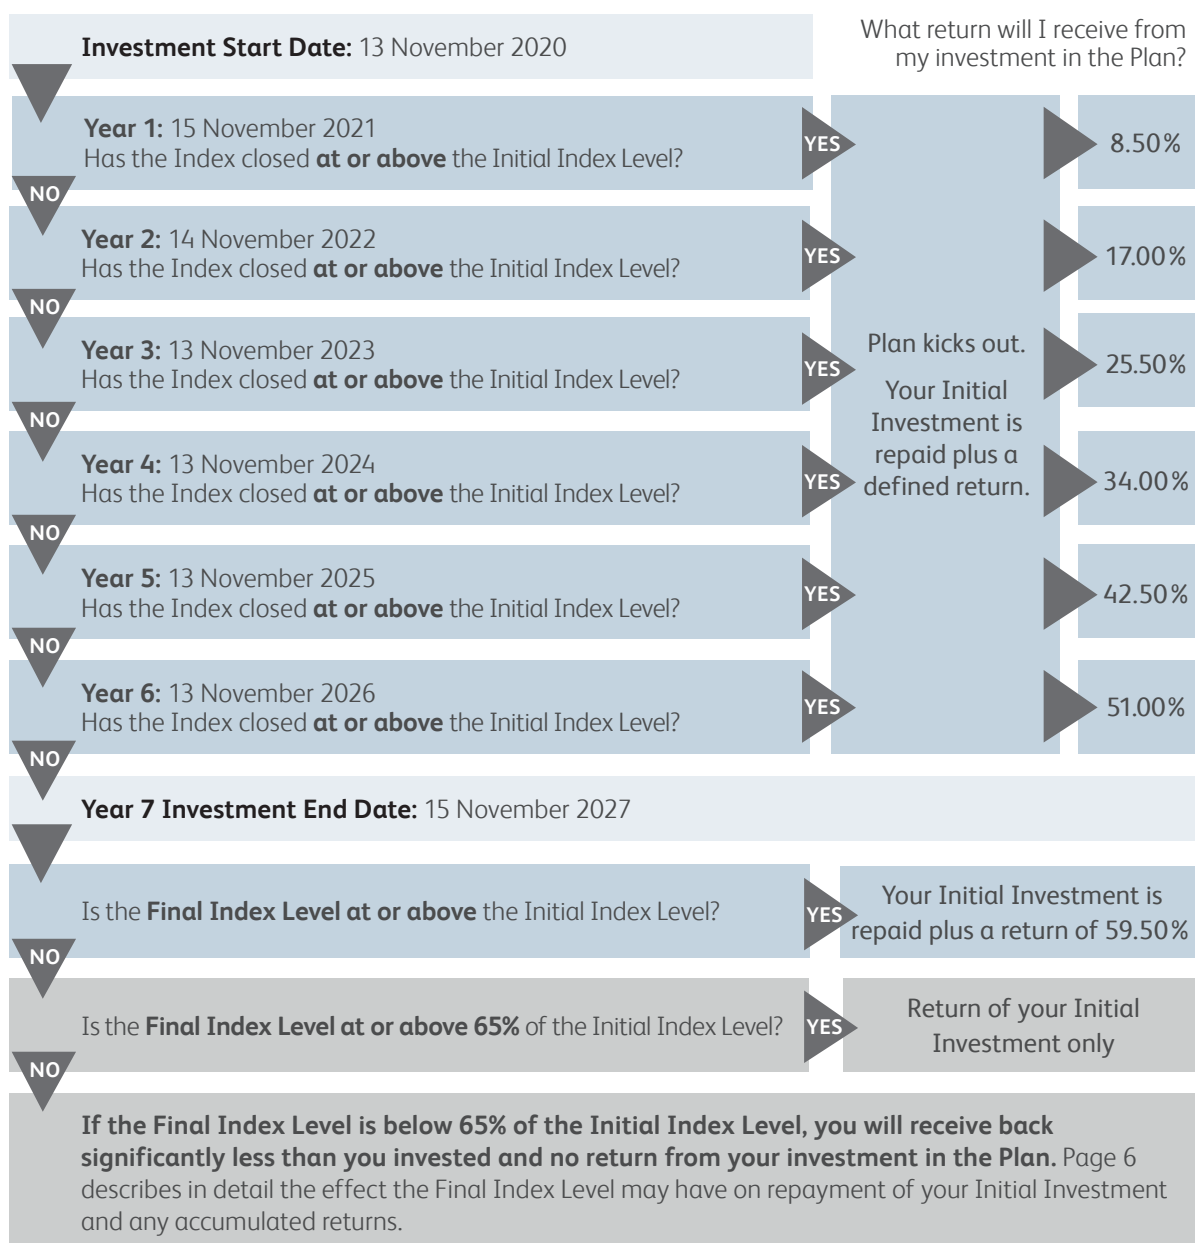 Investment Start Date: 13 November 2020
What return will I receive from
my investment in the Plan?
Year 1: 15 November 2021
Has the Index closed at or above the Initial Index Level?
YES
8.50%
NO
Year 2: 14 November 2022
Has the Index closed at or above the Initial Index Level?
YES
17.00%
NO
Year 3: 13 November 2023
Has the Index closed at or above the Initial Index Level?
YES
Plan kicks out.
Your Initial
Investment is
repaid plus a
defined return.
25.50%
NO
Year 4: 13 November 2024
Has the Index closed at or above the Initial Index Level?
YES
34.00%
NO
Year 5: 13 November 2025
Has the Index closed at or above the Initial Index Level?
YES
42.50%
NO
Year 6: 13 November 2026
Has the Index closed at or above the Initial Index Level?
YES
51.00%
NO
Year 7 Investment End Date: 15 November 2027
Is the Final Index Level at or above the Initial Index Level?
YES
Your Initial Investment is
repaid plus a return of 59.50%
NO
Is the Final Index Level at or above 65% of the Initial Index Level?
YES
Return of your Initial
Investment only
NO
If the Final Index Level is below 65% of the Initial Index Level, you will receive back
significantly less than you invested and no return from your investment in the Plan. Page 6
describes in detail the effect the Final Index Level may have on repayment of your Initial Investment
and any accumulated returns.